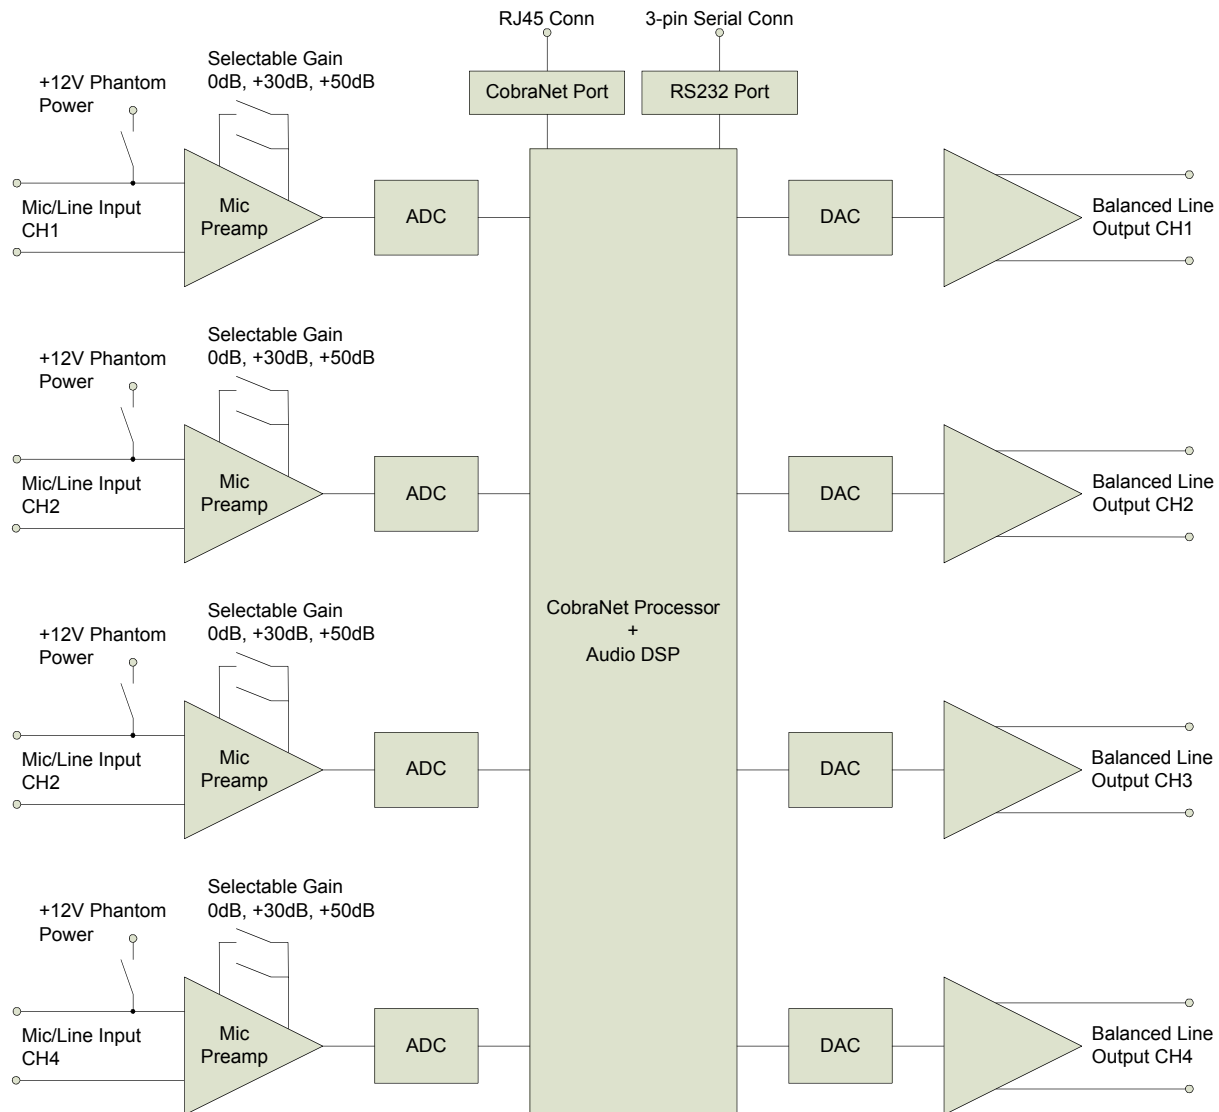 RJ45 Conn
3-pin Serial Conn
CobraNet Port
RS232 Port
+12V Phantom
Power
Selectable Gain
0dB, +30dB, +50dB
Mic/Line Input
CH1
Mic
Preamp
ADC
DAC
Balanced Line
Output CH1
+12V Phantom
Power
Selectable Gain
0dB, +30dB, +50dB
Mic/Line Input
CH2
Mic
Preamp
ADC
DAC
Balanced Line
Output CH2
CobraNet Processor
+
Audio DSP
+12V Phantom
Power
Selectable Gain
0dB, +30dB, +50dB
Mic/Line Input
CH2
Mic
Preamp
ADC
DAC
Balanced Line
Output CH3
+12V Phantom
Power
Selectable Gain
0dB, +30dB, +50dB
Mic/Line Input
CH4
Mic
Preamp
ADC
DAC
Balanced Line
Output CH4